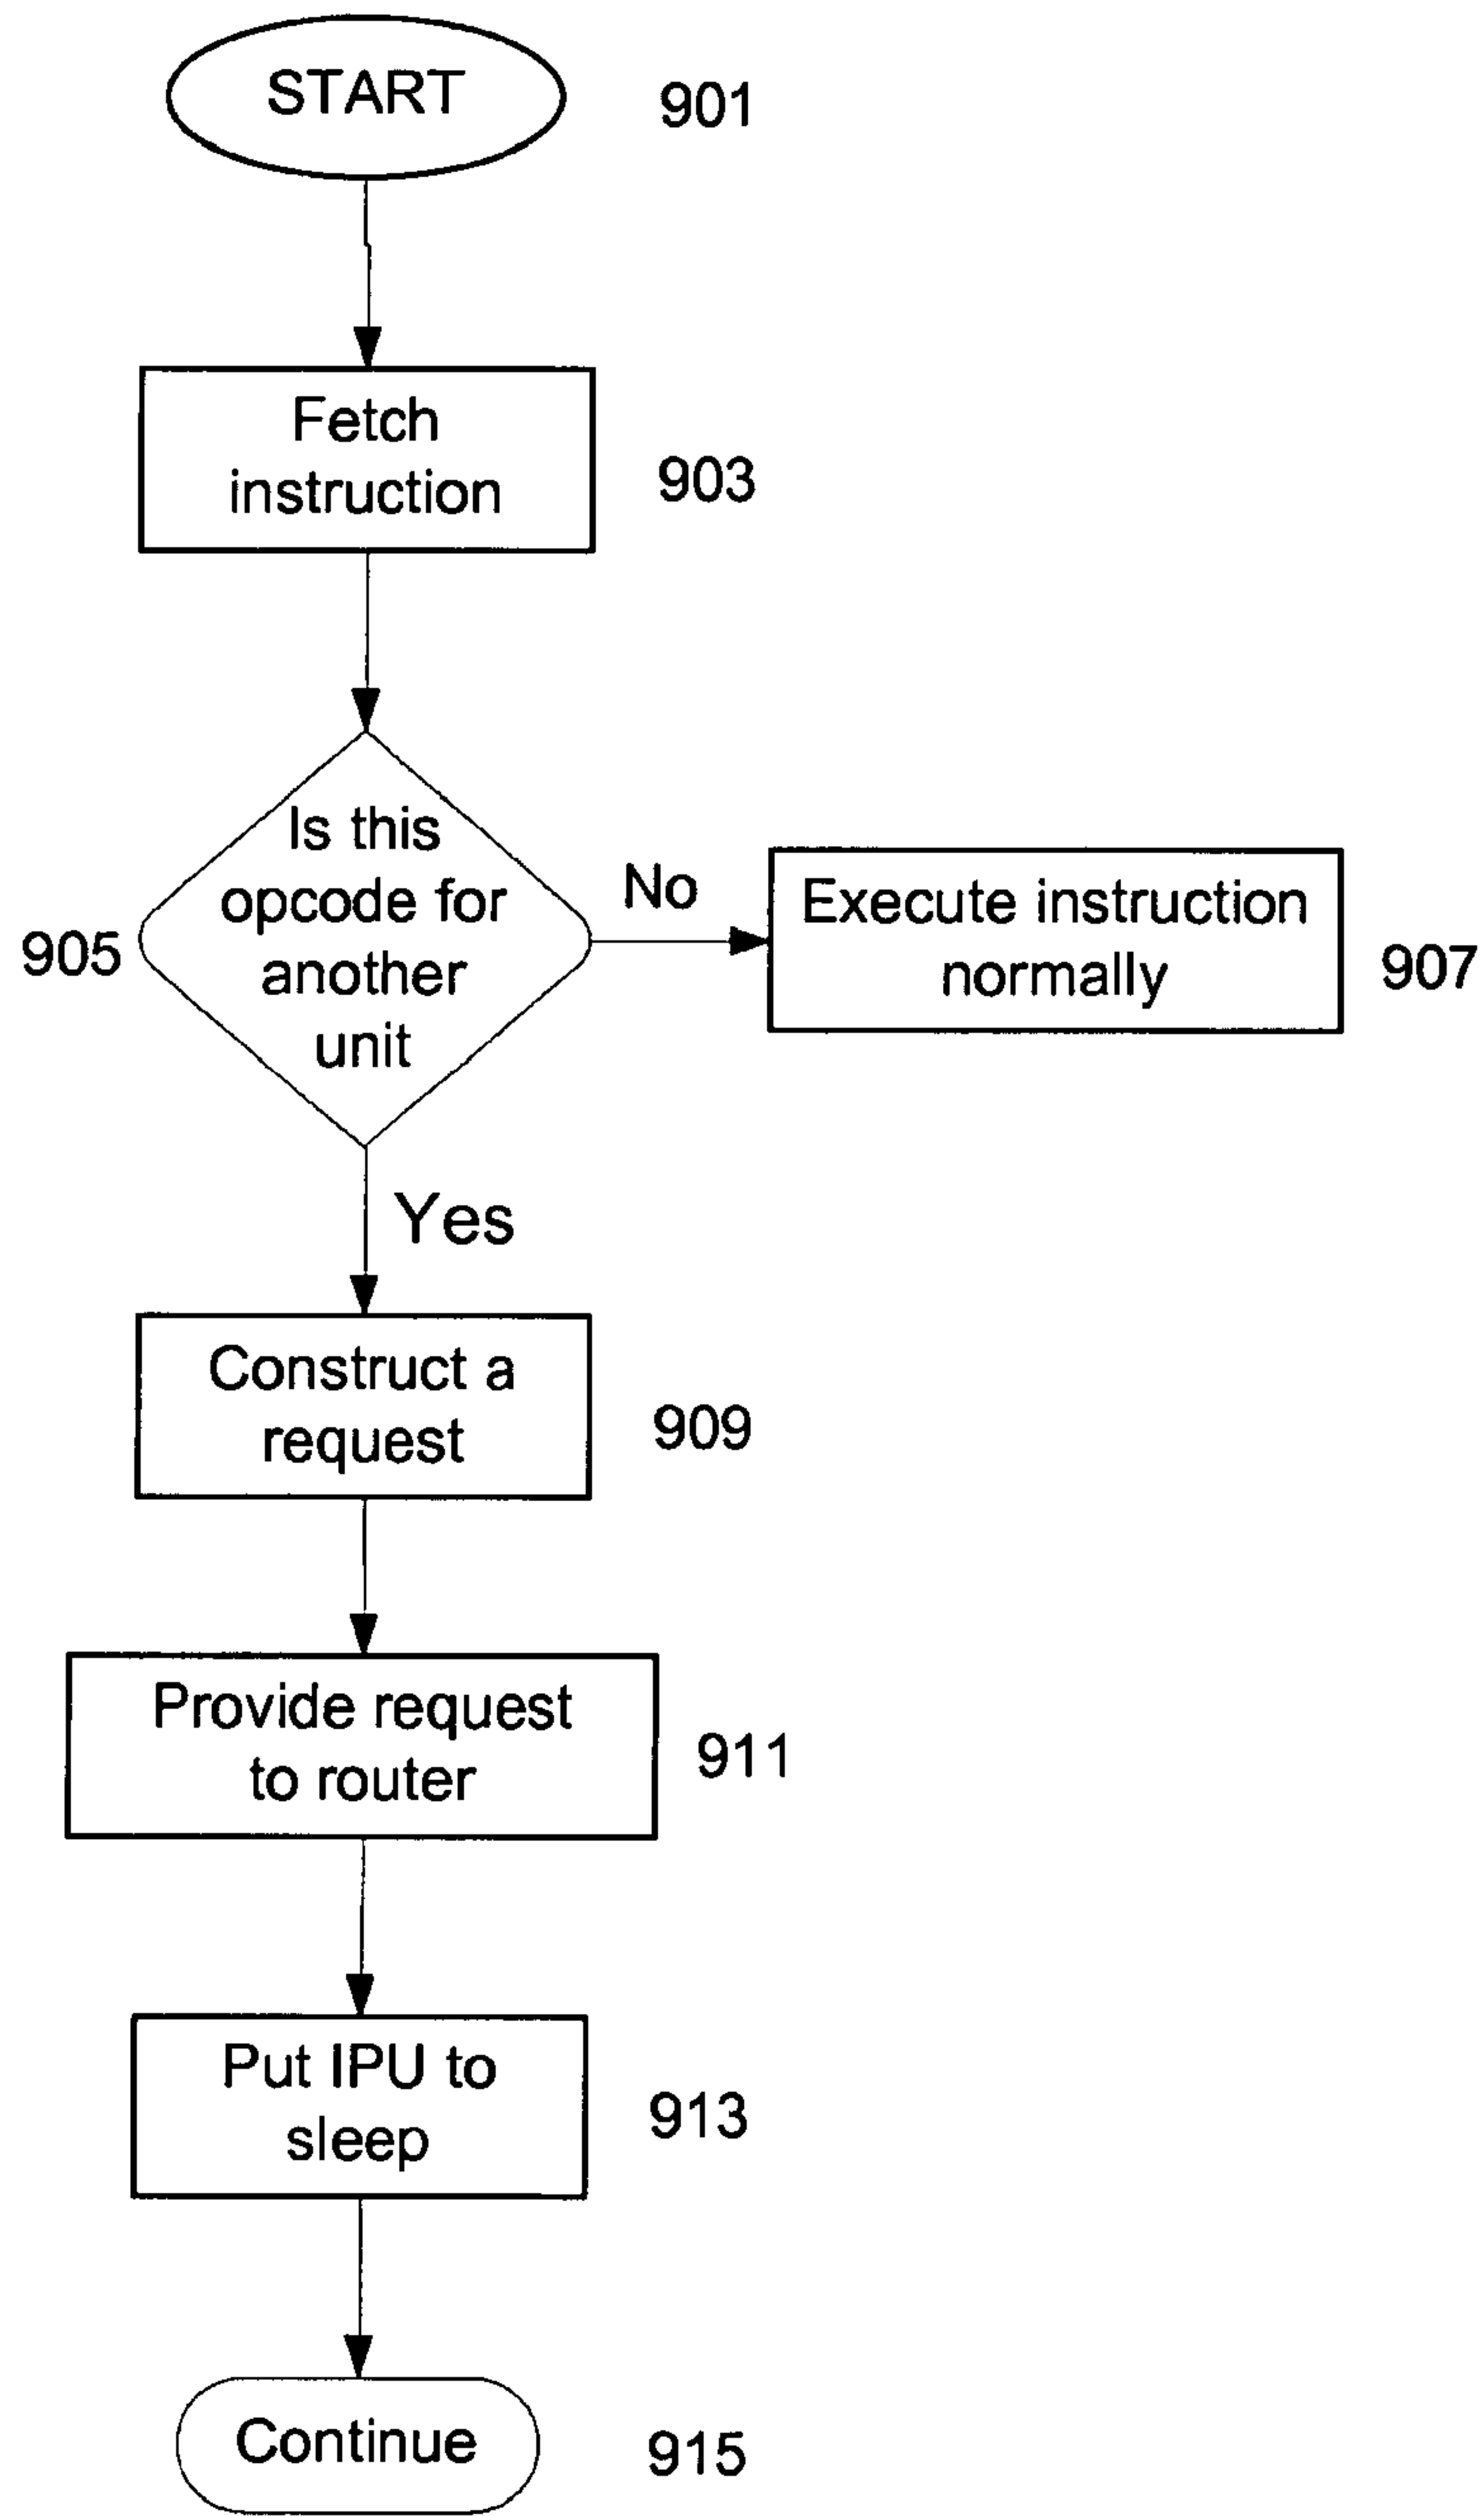 START
901
Fetch
instruction
903
Is this
opcode for
another
unit
905
No
Execute instruction
normally
907
Yes
Construct a
request
909
Provide request
to router
911
Put IPU to
sleep
913
Continue
915